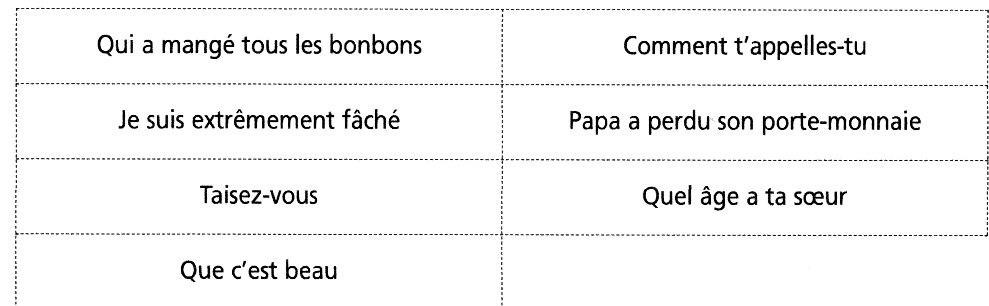 Qui a mangé tous les bonbons
Comment t’appelles-tu
Je suis extrêmement fâché
Papa a perdu son porte-monnaie
Taisez-vous
Quel âge a ta sœur
Que c’est beau